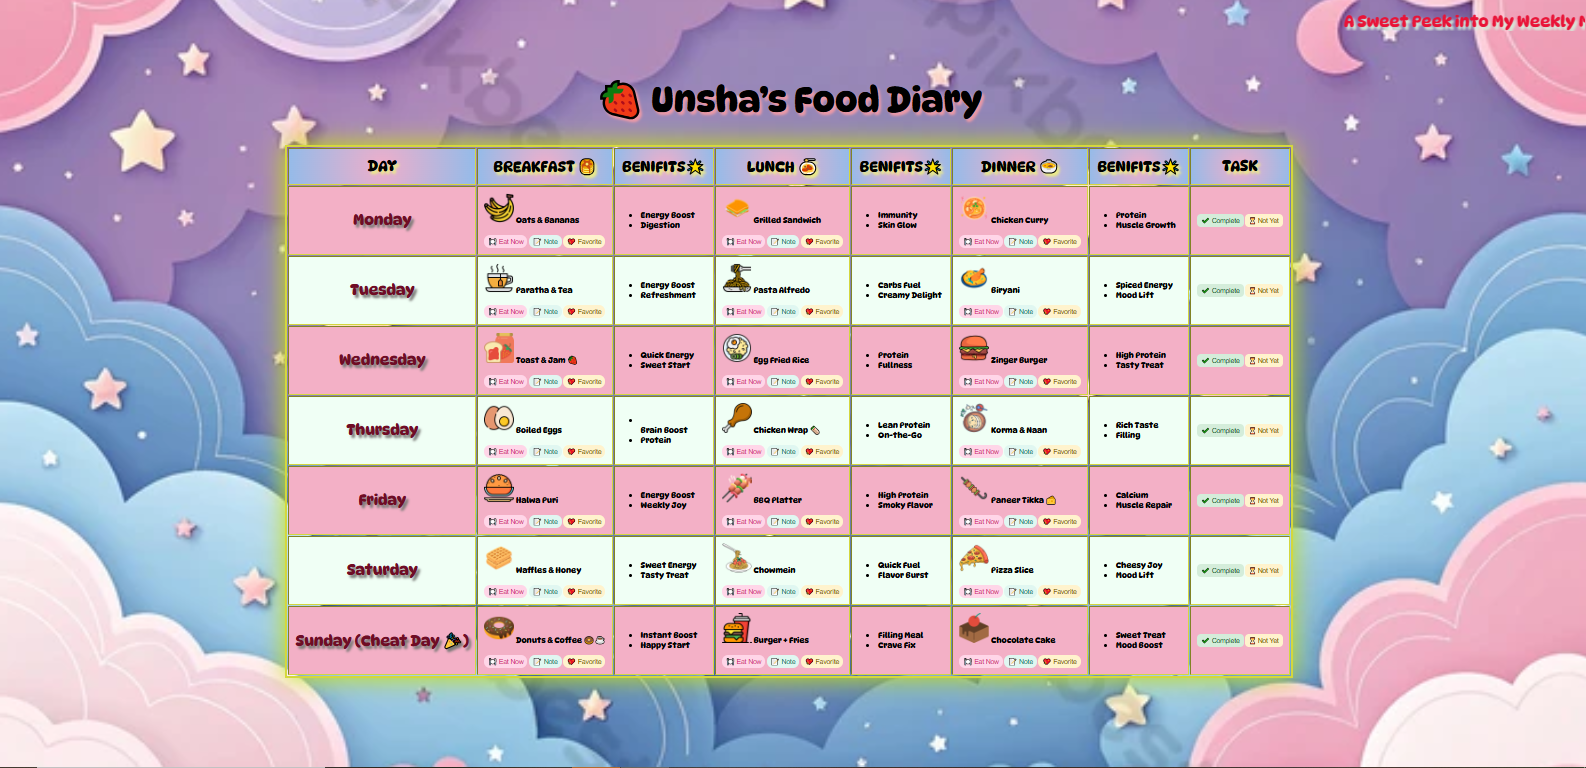 A Sweet Peek into My Weekly
Unsha's Food Diary
DAY BREAKFAST BENIFITS LUNCH BENIFITS DINNER BENIFITS TASK
Monday
Oats & Bananas
Eat Now Note Favorite
Energy Boost
Digestion
Grilled Sandwich
Eat Now Note Favorite
Immunity
Skin Glow
Chicken Curry
Eat Now Note Favorite
Protein
Muscle Growth
Complete Not Yet
Tuesday
Paratha & Tea
Eat Now Note Favorite
Energy Boost
Refreshment
Pasta Alfredo
Eat Now Note Favorite
Carbs Fuel
Creamy Delight
Biryani
Eat Now Note Favorite
Spiced Energy
Mood Lift
Complete Not Yet
Wednesday
Toast & Jam
Eat Now Note Favorite
Quick Energy
Sweet Start
Egg Fried Rice
Eat Now Note Favorite
Protein
Fullness
Zinger Burger
Eat Now Note Favorite
High Protein
Tasty Treat
Complete Not Yet
Thursday
Boiled Eggs
Eat Now Note Favorite
Brain Boost
Protein
Chicken Wrap
Eat Now Note Favorite
Lean Protein
On-the-Go
Korma & Naan
Eat Now Note Favorite
Rich Taste
Filling
Complete Not Yet
Friday
Halwa Puri
Eat Now Note Favorite
Energy Boost
Weekly Joy
BBQ Platter
Eat Now Note Favorite
High Protein
Smoky Flavor
Paneer Tikka
Eat Now Note Favorite
Calcium
Muscle Repair
Complete Not Yet
Saturday
Waffles & Honey
Eat Now Note Favorite
Sweet Energy
Tasty Treat
Chowmein
Eat Now Note Favorite
Quick Fuel
Flavor Burst
Pizza Slice
Eat Now Note Favorite
Cheesy Joy
Mood Lift
Complete Not Yet
Sunday (Cheat Day )
Donuts & Coffee
Eat Now Note Favorite
Instant Boost
Happy Start
Burger + Fries
Eat Now Note Favorite
Filling Meal
Crave Fix
Chocolate Cake
Eat Now Note Favorite
Sweet Treat
Mood Boost
Complete Not Yet